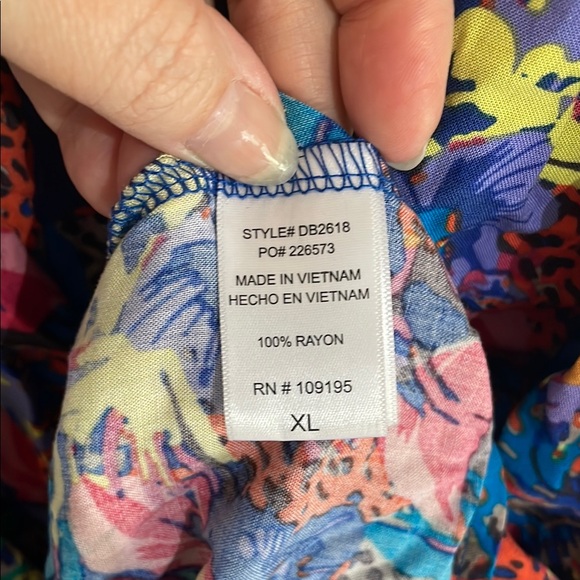 STYLE# DB2618
PO# 226573
MADE IN VIETNAM
HECHO EN VIETNAM
100% RAYON
RN # 109195
XL